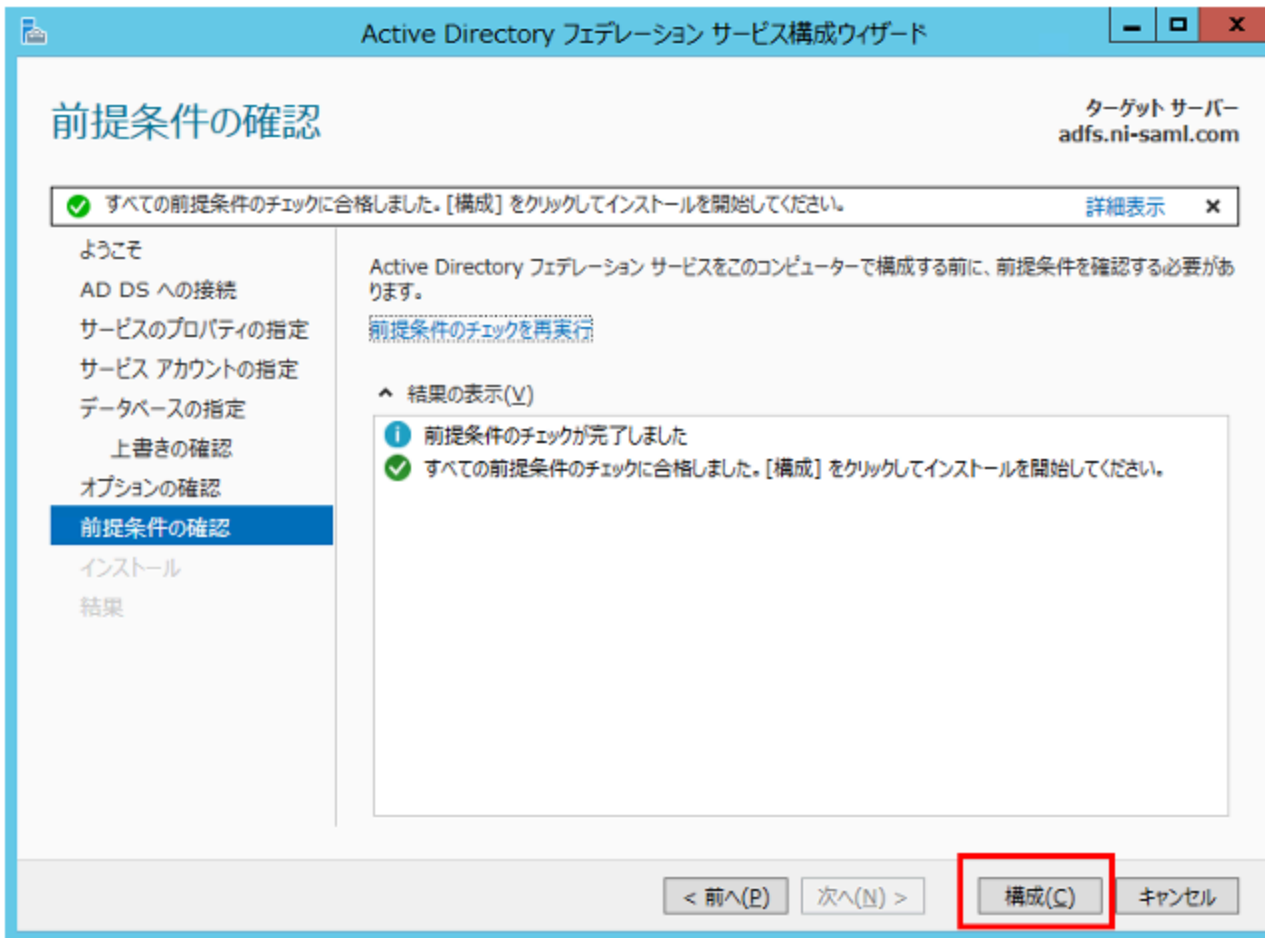 Active Directory フェデレーション サービス構成ウィザード
前提条件の確認
ターゲット サーバー
adfs.ni-saml.com
すべての前提条件のチェックに合格しました。[構成] をクリックしてインストールを開始してください。 詳細表示
ようこそ
AD DS への接続
サービスのプロパティの指定
サービス アカウントの指定
データベースの指定
上書きの確認
オプションの確認
前提条件の確認
インストール
結果
Active Directory フェデレーション サービスをこのコンピューターで構成する前に、前提条件を確認する必要があ
ります。
前提条件のチェックを再実行
結果の表示(V)
前提条件のチェックが完了しました
すべての前提条件のチェックに合格しました。[構成] をクリックしてインストールを開始してください。
< 前へ(P) 次へ(N) > 構成(C) キャンセル